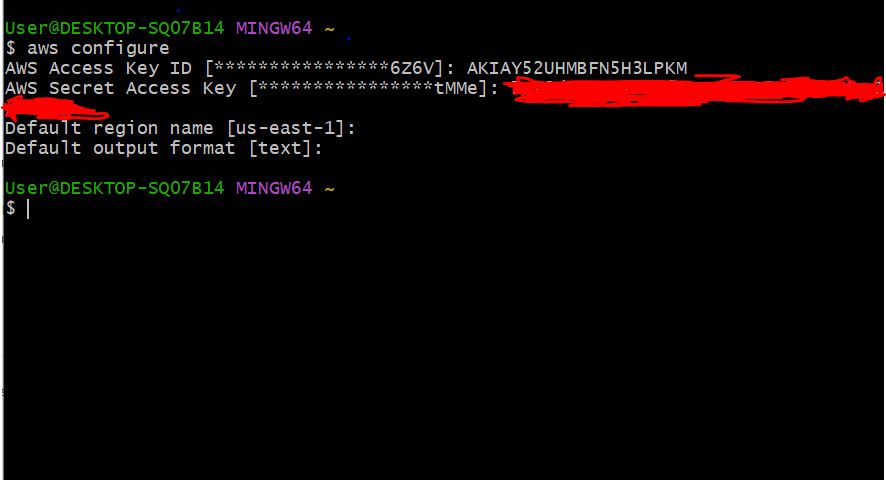 User@DESKTOP-SQ07B14 MINGW64 ~
$ aws configure
AWS Access Key ID [****************6Z6V]: AKIAY52UHMBFN5H3LPKM
AWS Secret Access Key [****************tMMe]:
Default region name [us-east-1]:
Default output format [text]:
User@DESKTOP-SQ07B14 MINGW64 ~
$